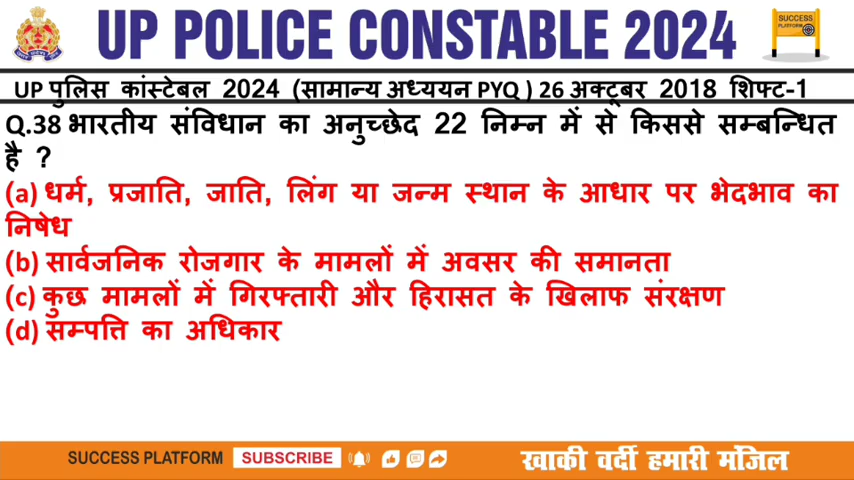 UP POLICE CONSTABLE 2024
SUCCESS
PLATFORM
UP पुलिस कांस्टेबल 2024 (सामान्य अध्ययन PYQ ) 26 अक्टूबर 2018 शिफ्ट-1
Q.38 भारतीय संविधान का अनुच्छेद 22 निम्न में से किससे सम्बन्धित
है ?
(a) धर्म, प्रजाति, जाति, लिंग या जन्म स्थान के आधार पर भेदभाव का
निषेध
(b) सार्वजनिक रोजगार के मामलों में अवसर की समानता
(c) कुछ मामलों में गिरफ्तारी और हिरासत के खिलाफ संरक्षण
(d) सम्पत्ति का अधिकार
SUCCESS PLATFORM SUBSCRIBE खाकी वर्दी हमारी मंजिल